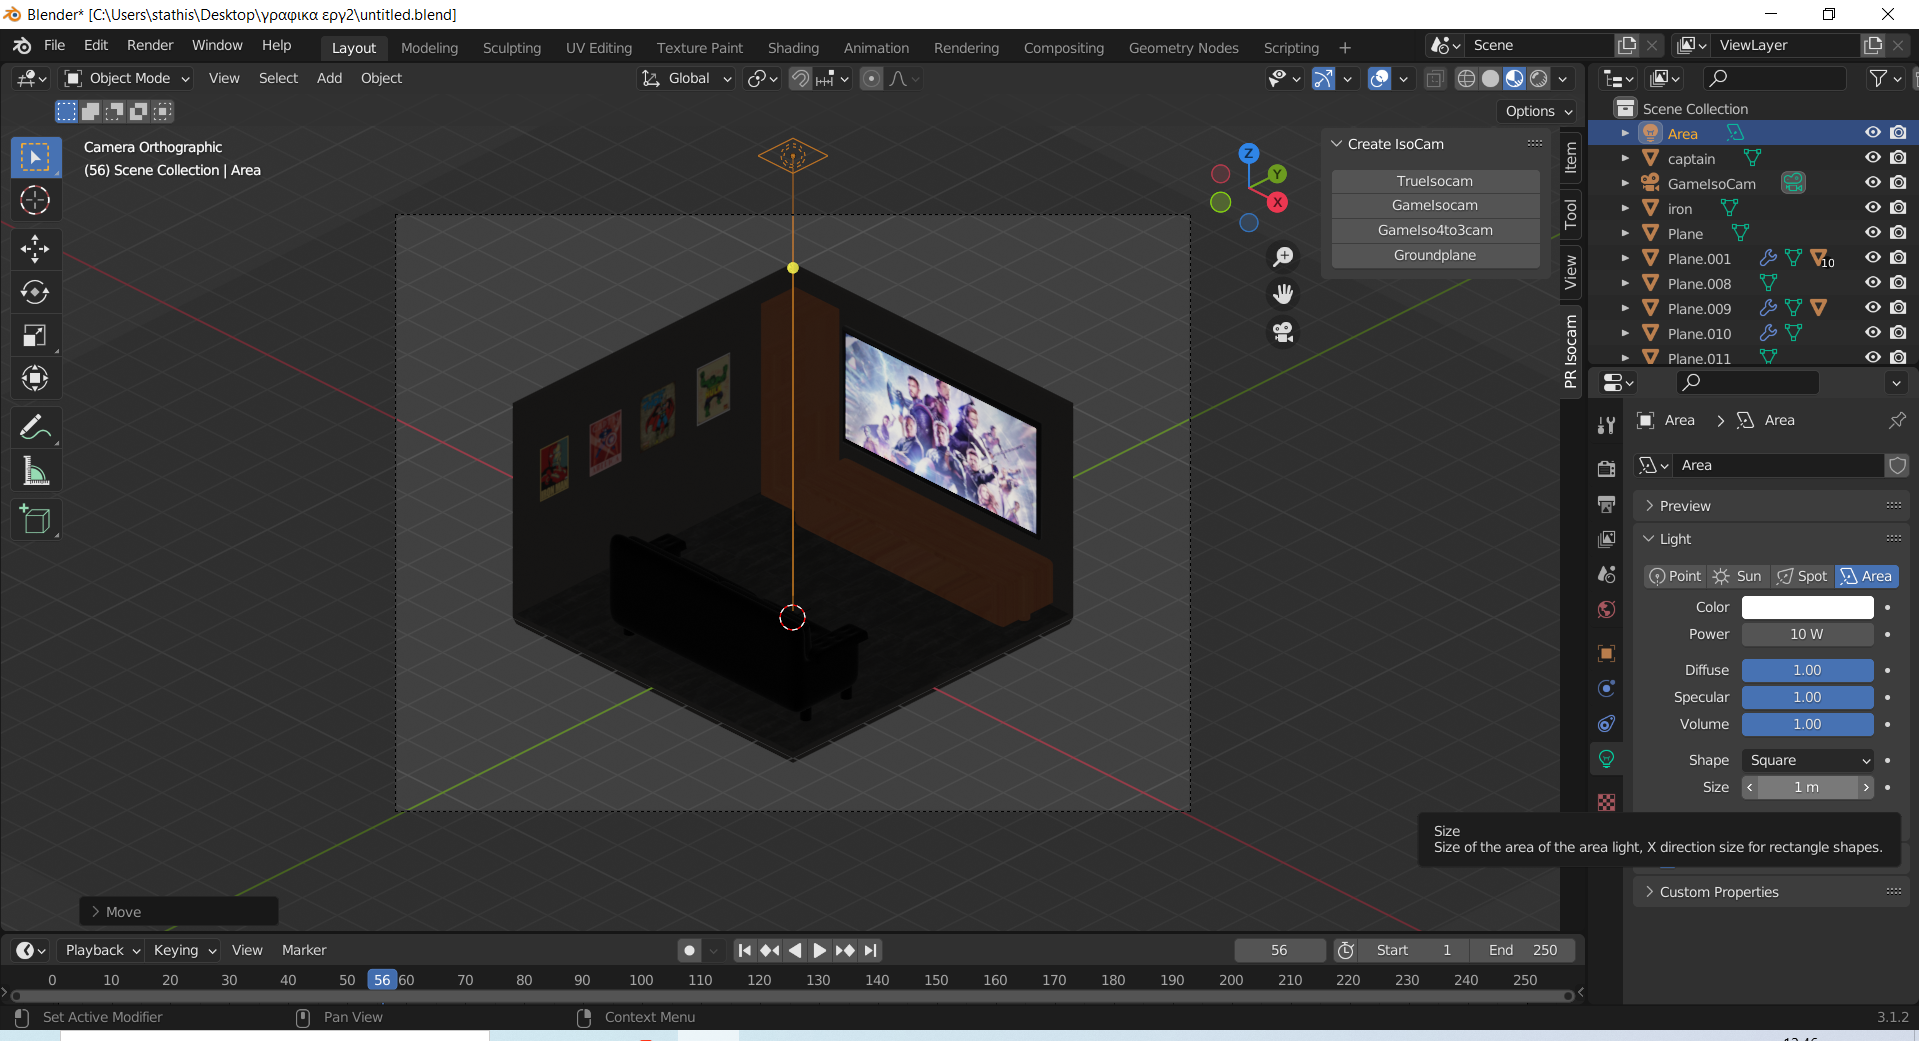 Blender* [C:\Users\stathis\Desktop\γραφικα εργ2\untitled.blend]
File Edit Render Window Help
Layout Modeling Sculpting UV Editing Texture Paint Shading Animation Rendering Compositing Geometry Nodes Scripting
Scene
ViewLayer
Object Mode View Select Add Object
Global
Options
Camera Orthographic
(56) Scene Collection | Area
Z
Y
X
Create IsoCam
TrueIsocam
GameIsocam
GameIso4to3cam
Groundplane
Item
Tool
View
PR Isocam
Scene Collection
Area
captain
GameIsoCam
iron
Plane
Plane.001
10
Plane.008
Plane.009
Plane.010
Plane.011
Area > Area
Area
Preview
Light
Point Sun Spot Area
Color
Power 10 W
Diffuse 1.00
Specular 1.00
Volume 1.00
Shape Square
Size 1 m
Size
Size of the area of the area light, X direction size for rectangle shapes.
Custom Properties
Move
Playback Keying View Marker
56
Start 1
End 250
0 10 20 30 40 50 56 60 70 80 90 100 110 120 130 140 150 160 170 180 190 200 210 220 230 240 250
Set Active Modifier
Pan View
Context Menu
3.1.2